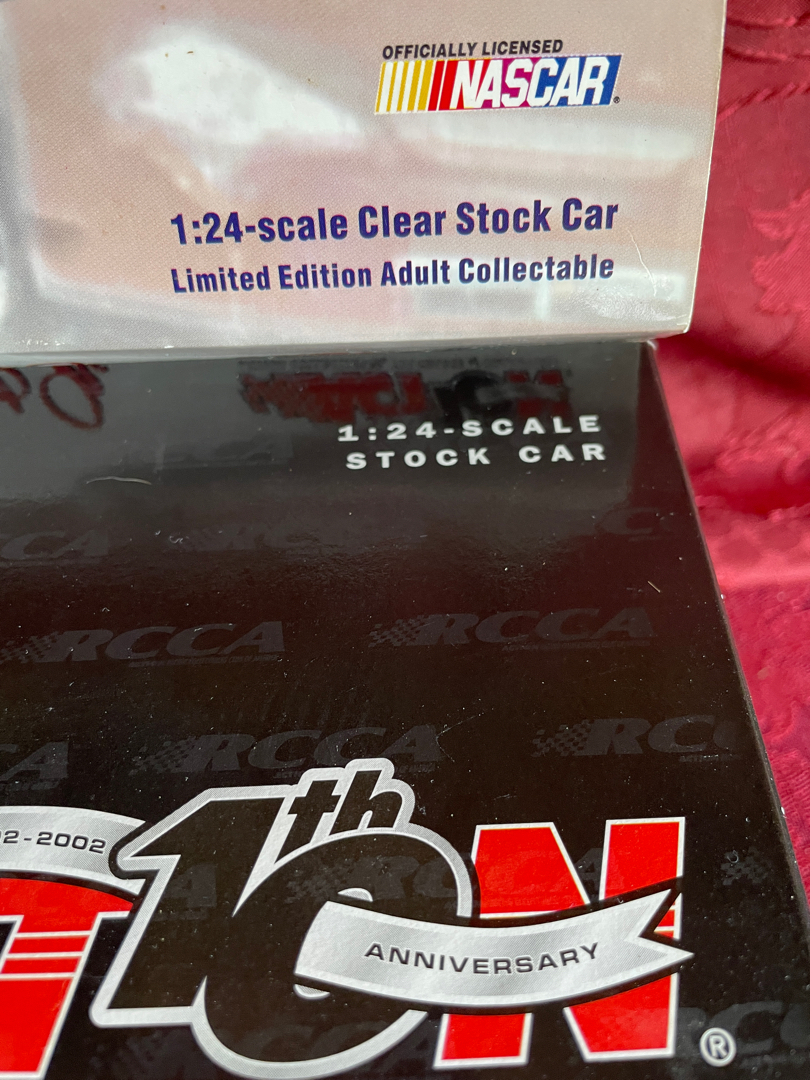 OFFICIALLY LICENSED
NASCAR®
1:24-scale Clear Stock Car
Limited Edition Adult Collectable
1:24-SCALE
STOCK CAR
RCCA
RCCA
RCCA
RCCA
2-2002
10th
ANNIVERSARY
T
N®